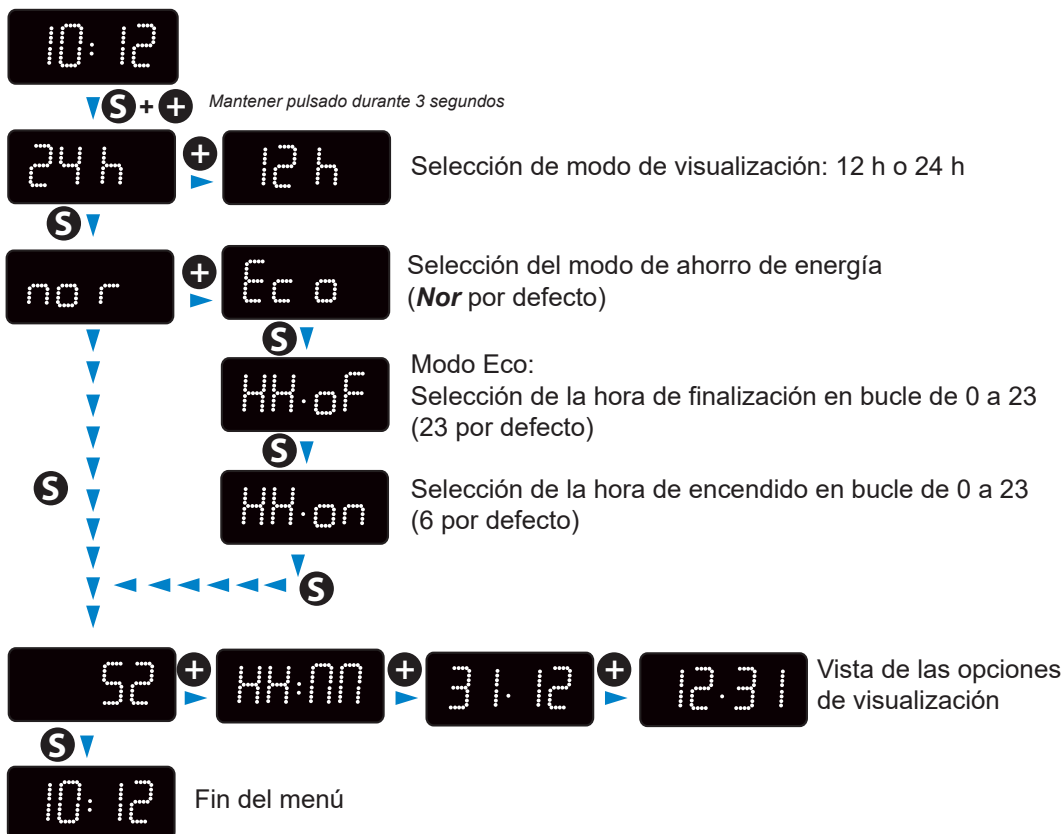 10:12
S + + Mantener pulsado durante 3 segundos
24 h + 12 h Selección de modo de visualización: 12 h o 24 h
S
nor + Eco Selección del modo de ahorro de energía
(Nor por defecto)
S
HH.oF Modo Eco:
Selección de la hora de finalización en bucle de 0 a 23
(23 por defecto)
S
S
HH.on Selección de la hora de encendido en bucle de 0 a 23
(6 por defecto)
S
52 + HH:MM + 31.12 + 12.31 Vista de las opciones
de visualización
S
10:12 Fin del menú